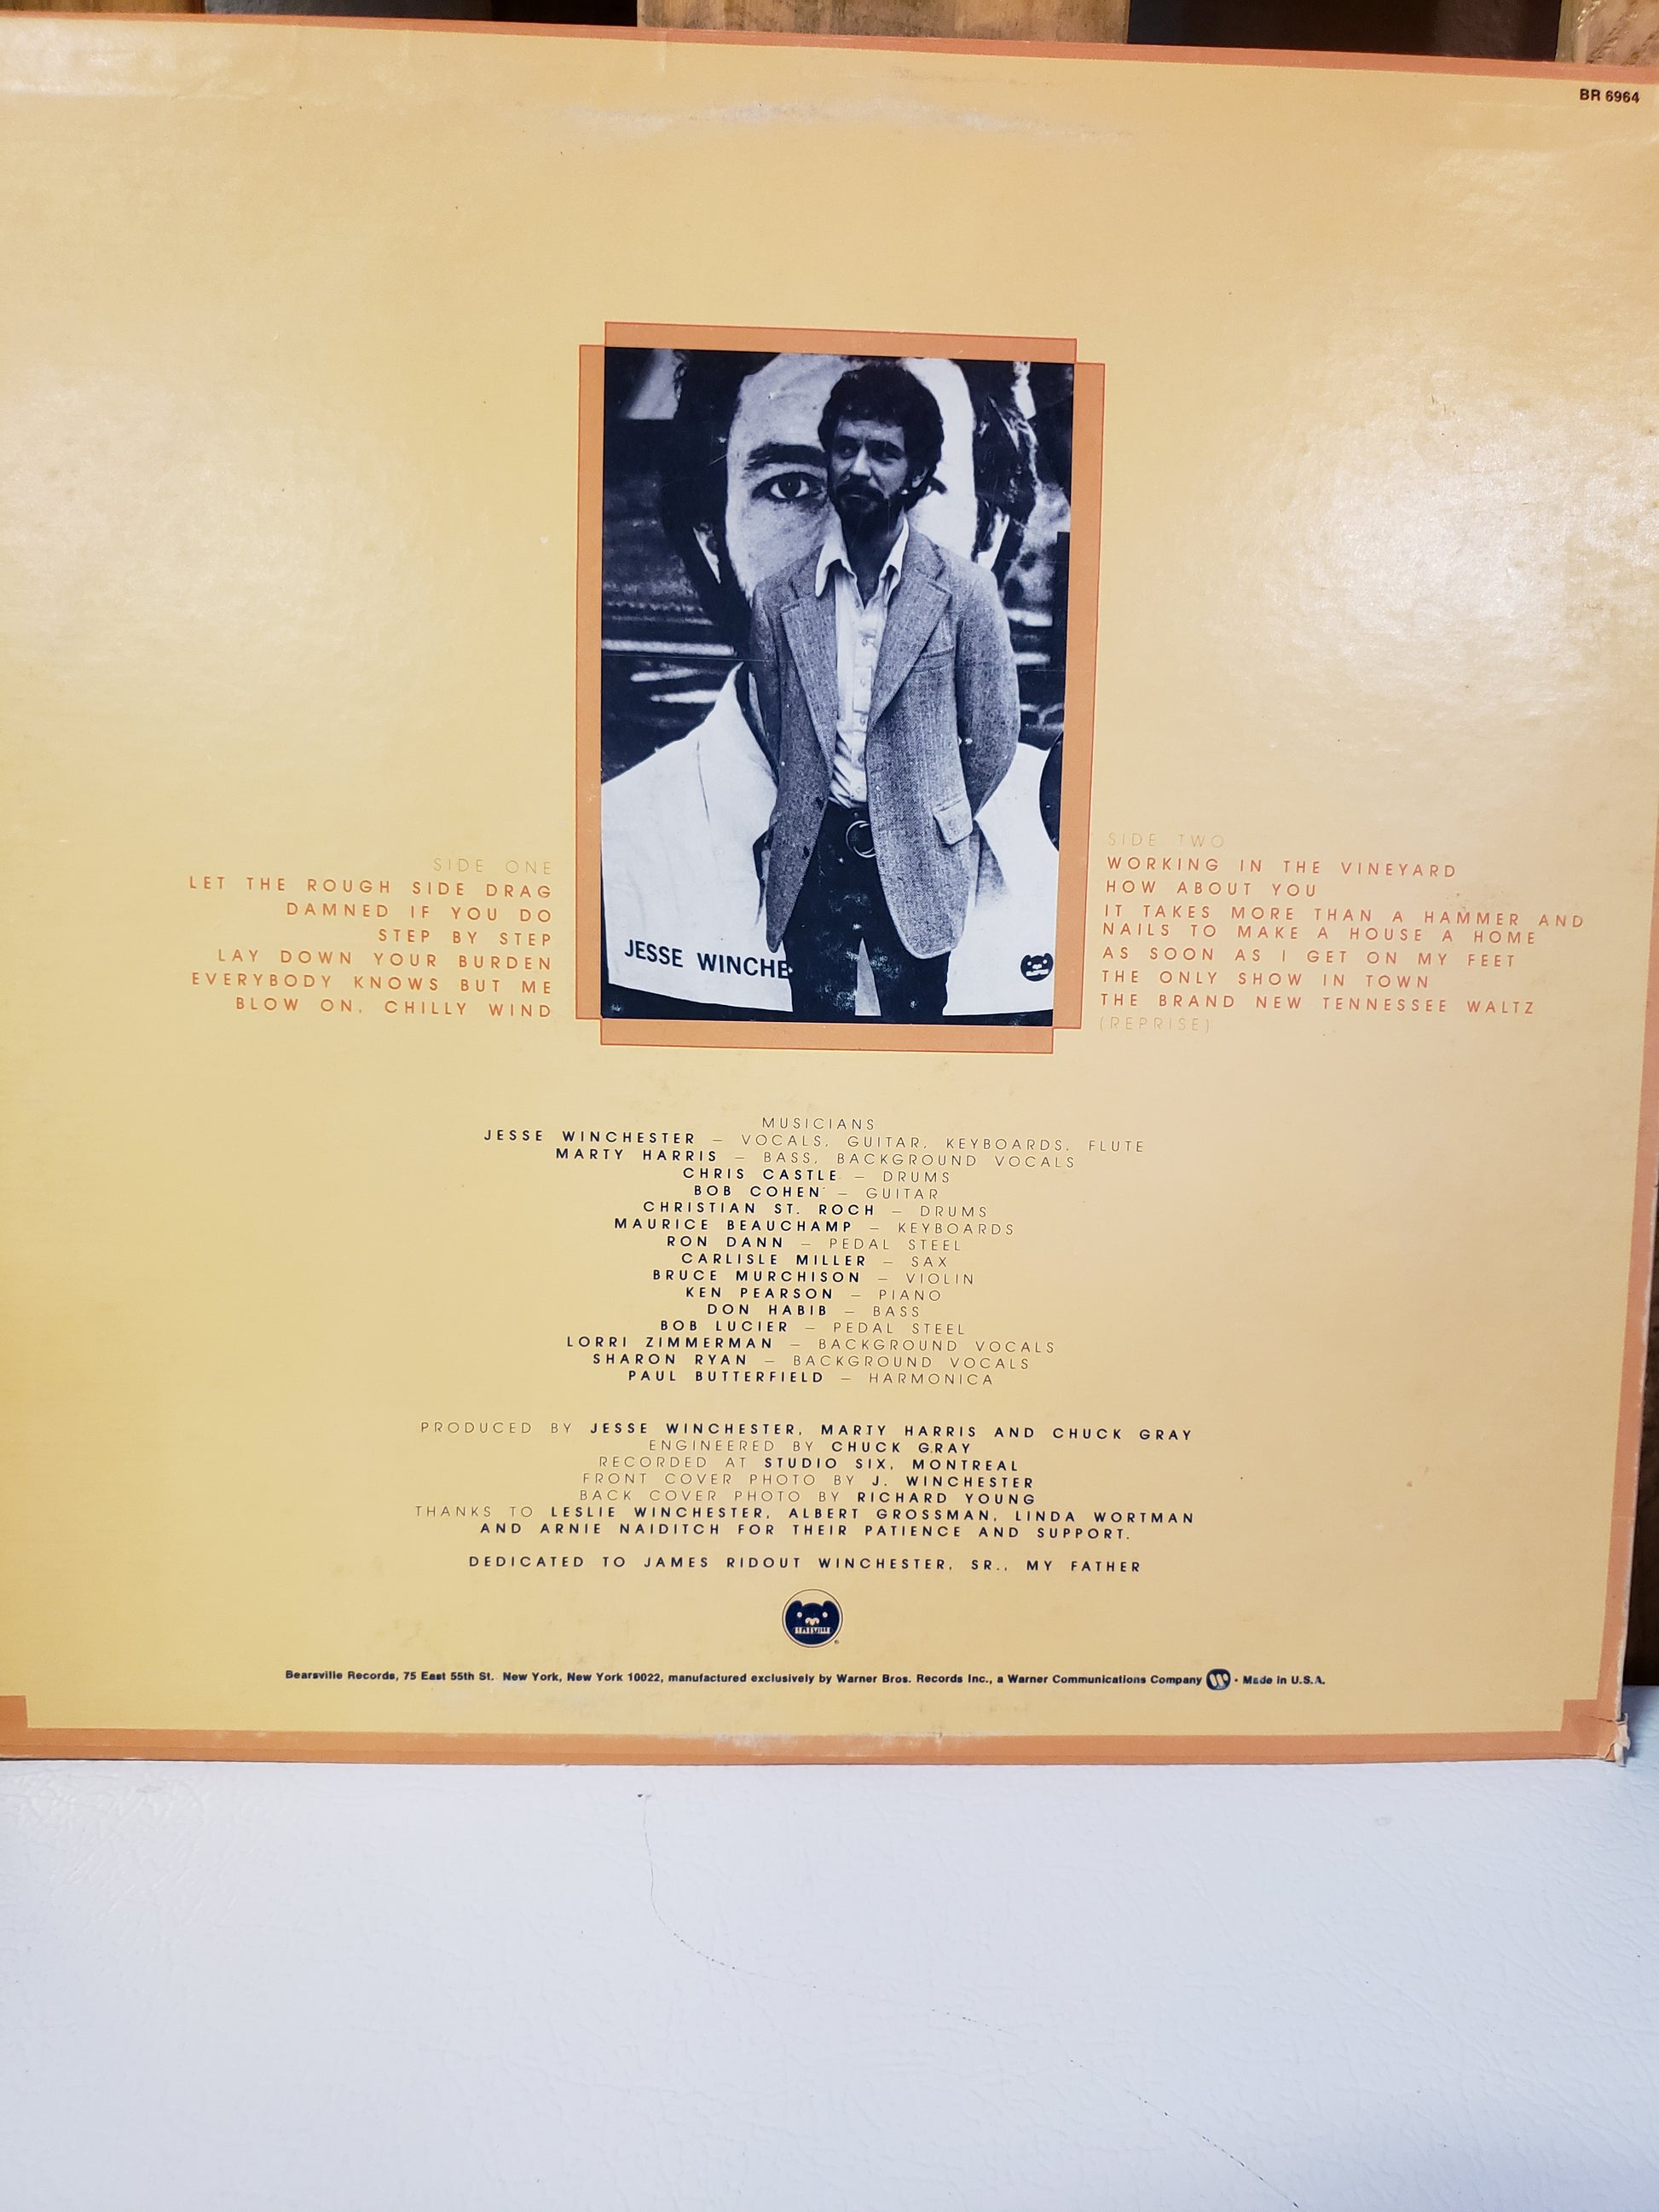 BR 6964
JESSE WINCHE
SIDE ONE
LET THE ROUGH SIDE DRAG
DAMNED IF YOU DO
STEP BY STEP
LAY DOWN YOUR BURDEN
EVERYBODY KNOWS BUT ME
BLOW ON, CHILLY WIND
SIDE TWO
WORKING IN THE VINEYARD
HOW ABOUT YOU
IT TAKES MORE THAN A HAMMER AND
NAILS TO MAKE A HOUSE A HOME
AS SOON AS I GET ON MY FEET
THE ONLY SHOW IN TOWN
THE BRAND NEW TENNESSEE WALTZ
(REPRISE)
MUSICIANS
JESSE WINCHESTER – VOCALS, GUITAR, KEYBOARDS, FLUTE
MARTY HARRIS – BASS, BACKGROUND VOCALS
CHRIS CASTLE – DRUMS
BOB COHEN – GUITAR
CHRISTIAN ST. ROCH – DRUMS
MAURICE BEAUCHAMP – KEYBOARDS
RON DANN – PEDAL STEEL
CARLISLE MILLER – SAX
BRUCE MURCHISON – VIOLIN
KEN PEARSON – PIANO
DON HABIB – BASS
BOB LUCIER – PEDAL STEEL
LORRI ZIMMERMAN – BACKGROUND VOCALS
SHARON RYAN – BACKGROUND VOCALS
PAUL BUTTERFIELD – HARMONICA
PRODUCED BY JESSE WINCHESTER, MARTY HARRIS AND CHUCK GRAY
ENGINEERED BY CHUCK GRAY
RECORDED AT STUDIO SIX, MONTREAL
FRONT COVER PHOTO BY J. WINCHESTER
BACK COVER PHOTO BY RICHARD YOUNG
THANKS TO LESLIE WINCHESTER, ALBERT GROSSMAN, LINDA WORTMAN
AND ARNIE NAIDITCH FOR THEIR PATIENCE AND SUPPORT.
DEDICATED TO JAMES RIDOUT WINCHESTER, SR., MY FATHER
BEARSVILLE
®
Bearsville Records, 75 East 55th St. New York, New York 10022, manufactured exclusively by Warner Bros. Records Inc., a Warner Communications Company W · Made in U.S.A.